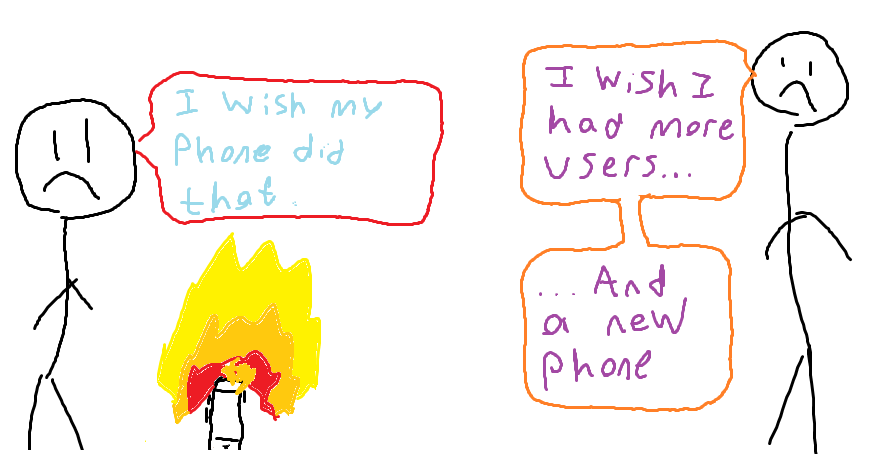 I wish my
Phone did
that.
I wish I
had more
users...
... And
a new
phone